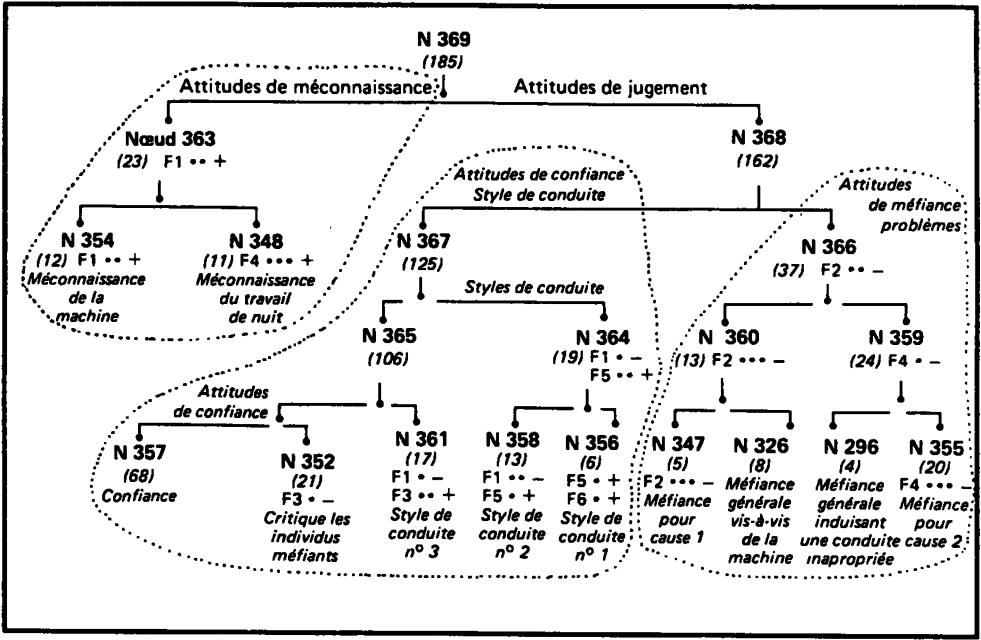 N 369
(185)
Attitudes de méconnaissance
Attitudes de jugement
Nœud 363
(23) F1 •• +
N 368
(162)
N 354
(12) F1 •• +
Méconnaissance
de la
machine
N 348
(11) F4 ••• +
Méconnaissance
du travail
de nuit
Attitudes de confiance
Style de conduite
Attitudes
de méfiance
problèmes
N 367
(125)
N 366
(37) F2 •• −
Styles de conduite
N 365
(106)
N 364
(19) F1 • −
F5 •• +
N 360
(13) F2 ••• −
N 359
(24) F4 • −
Attitudes
de confiance
N 357
(68)
Confiance
N 352
(21)
F3 • −
Critique les
individus
méfiants
N 361
(17)
F1 • −
F3 •• +
Style de
conduite
nº 3
N 358
(13)
F1 •• −
F5 • +
Style de
conduite
nº 2
N 356
(6)
F5 • +
F6 • +
Style de
conduite
nº 1
N 347
(5)
F2 ••• −
Méfiance
pour
cause 1
N 326
(8)
Méfiance
générale
vis-à-vis
de la
machine
N 296
(4)
Méfiance
générale
induisant
une conduite
inapropriée
N 355
(20)
F4 ••• −
Méfiance
pour
cause 2